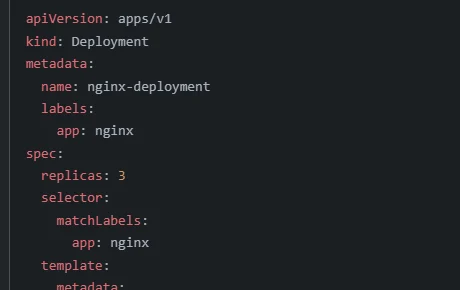 apiVersion: apps/v1
kind: Deployment
metadata:
  name: nginx-deployment
  labels:
    app: nginx
spec:
  replicas: 3
  selector:
    matchLabels:
      app: nginx
  template:
    metadata: